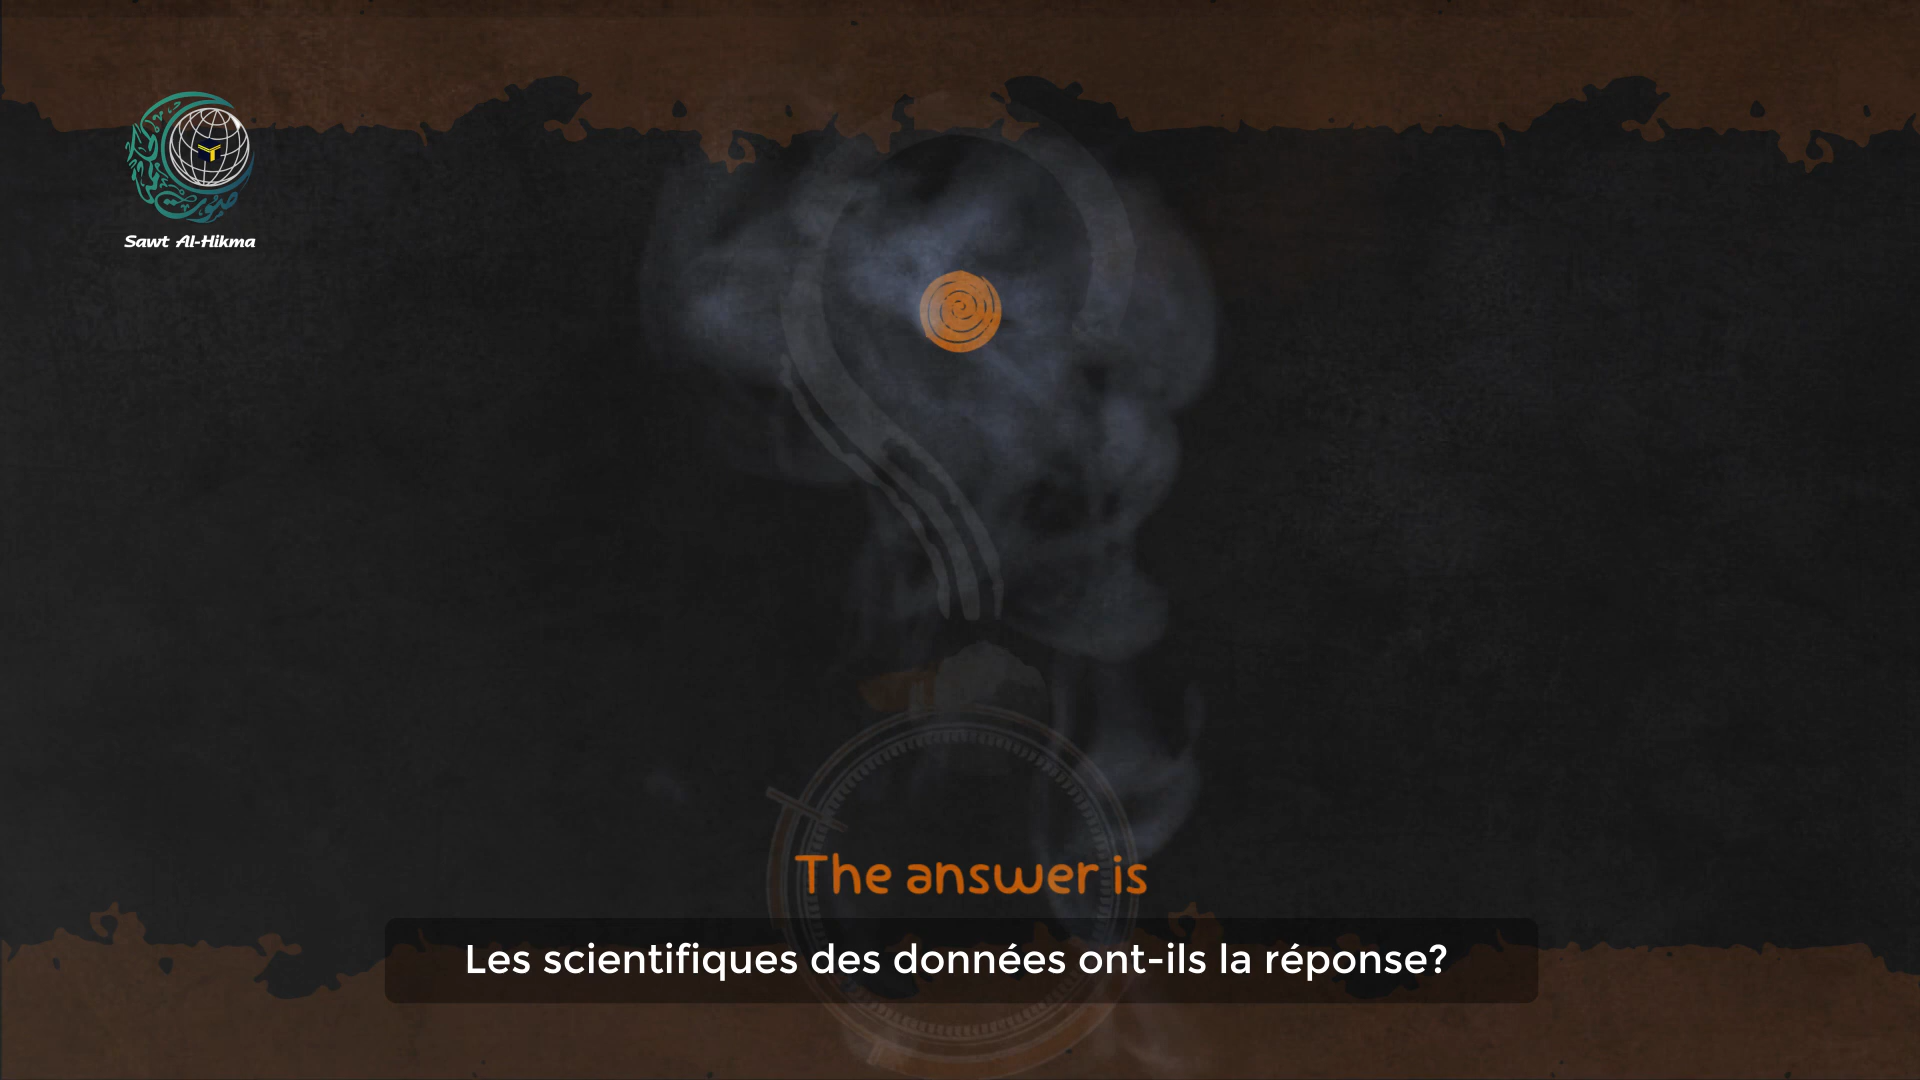 Sawt Al-Hikma
The answer is
Les scientifiques des données ont-ils la réponse?